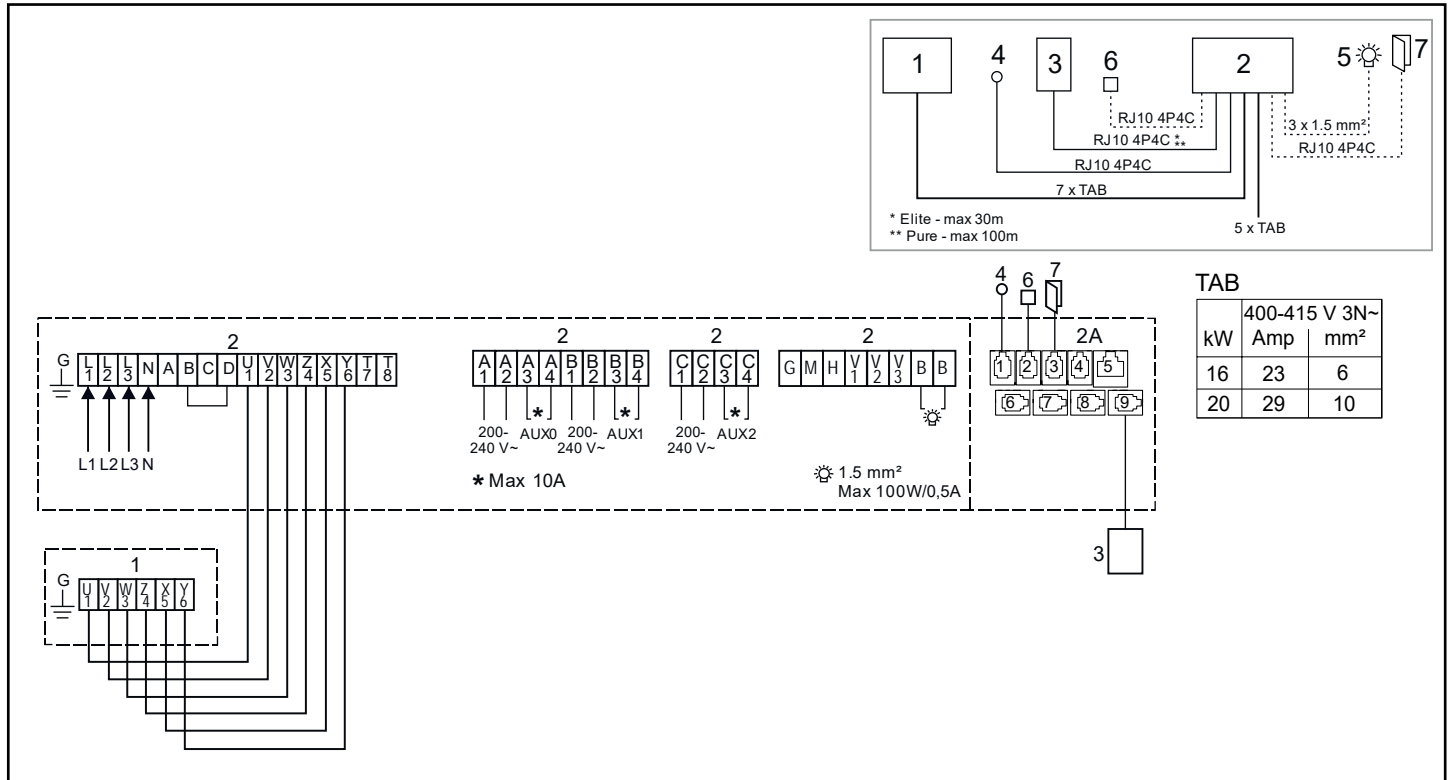 1 4 3 6 2 5 7
RJ10 4P4C
3 x 1.5 mm²
RJ10 4P4C * **
RJ10 4P4C
RJ10 4P4C
7 x TAB
5 x TAB
* Elite - max 30m
** Pure - max 100m
4 6 7
TAB
400-415 V 3N~
kW Amp mm²
16 23 6
20 29 10
2 2 2 2 2A
G L1 L2 L3 N A B C D U1 V2 W3 Z4 X5 Y6 T7 T8
A1 A2 A3 A4 B1 B2 B3 B4
C1 C2 C3 C4
G M H V1 V2 V3 B B
1 2 3 4 5
6 7 8 9
L1 L2 L3 N
200-240 V~ *AUX0 200-240 V~ *AUX1
200-240 V~ *AUX2
* Max 10A
1.5 mm²
Max 100W/0,5A
3
1
G U1 V2 W3 Z4 X5 Y6